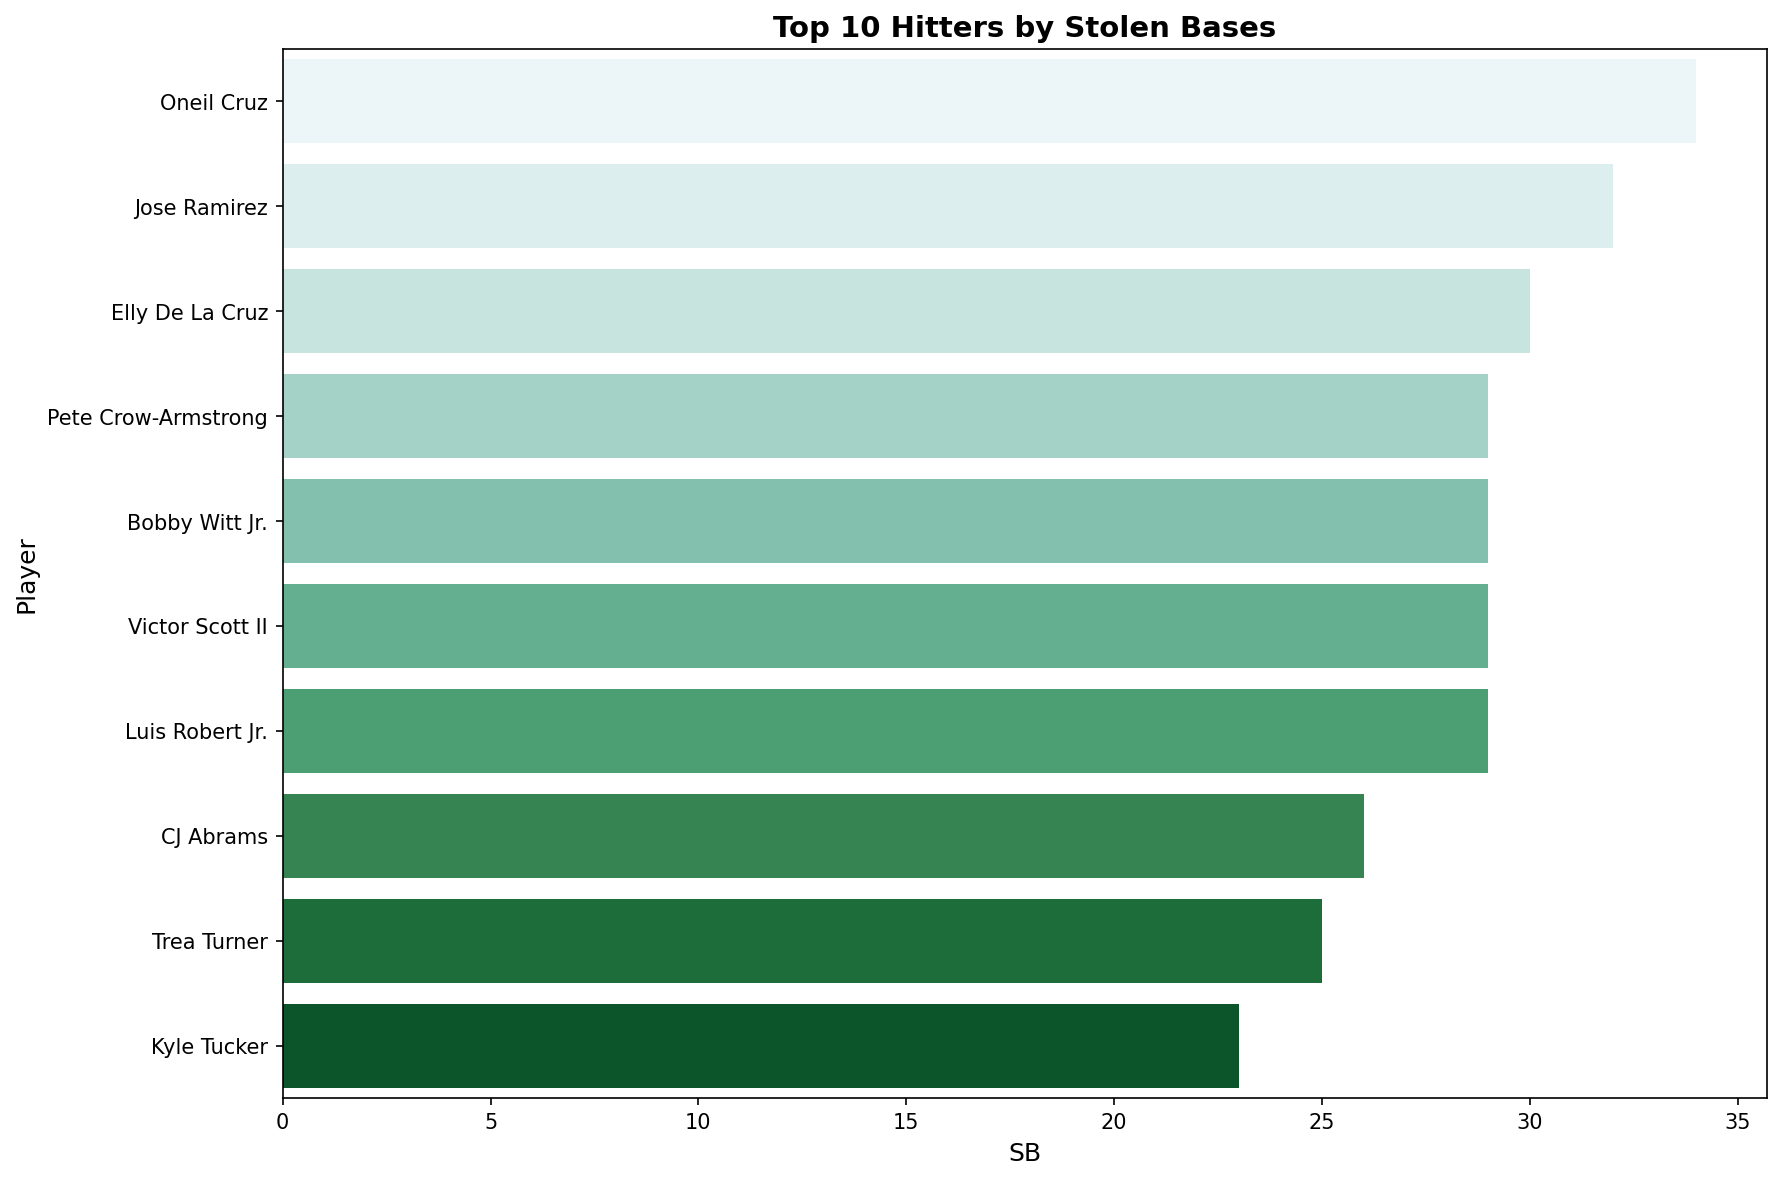 Top 10 Hitters by Stolen Bases
Oneil Cruz
Jose Ramirez
Elly De La Cruz
Pete Crow-Armstrong
Bobby Witt Jr.
Victor Scott II
Luis Robert Jr.
CJ Abrams
Trea Turner
Kyle Tucker
Player
0 5 10 15 20 25 30 35
SB